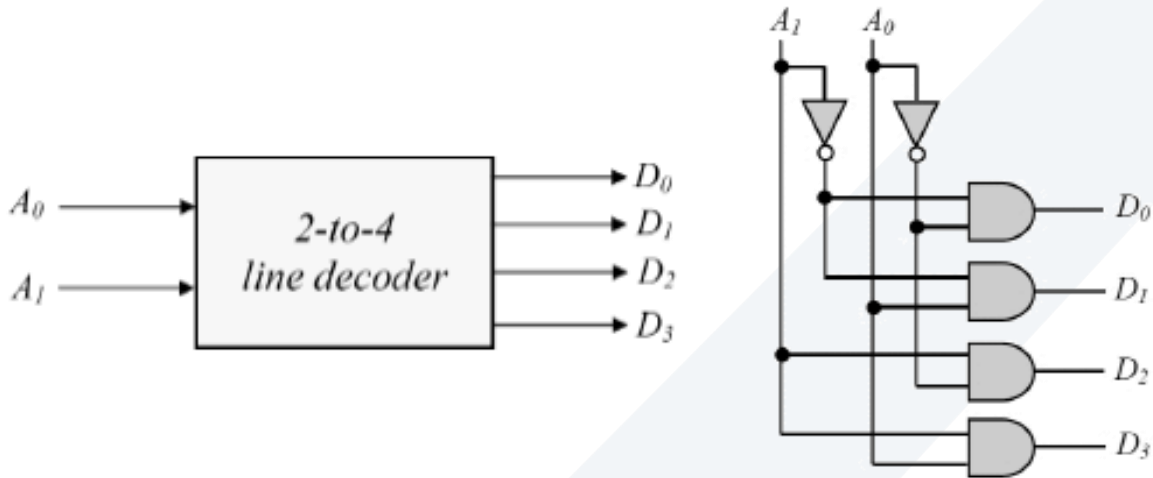 A₀
A₁
2-to-4
line decoder
D₀
D₁
D₂
D₃
A₁ A₀
D₀
D₁
D₂
D₃